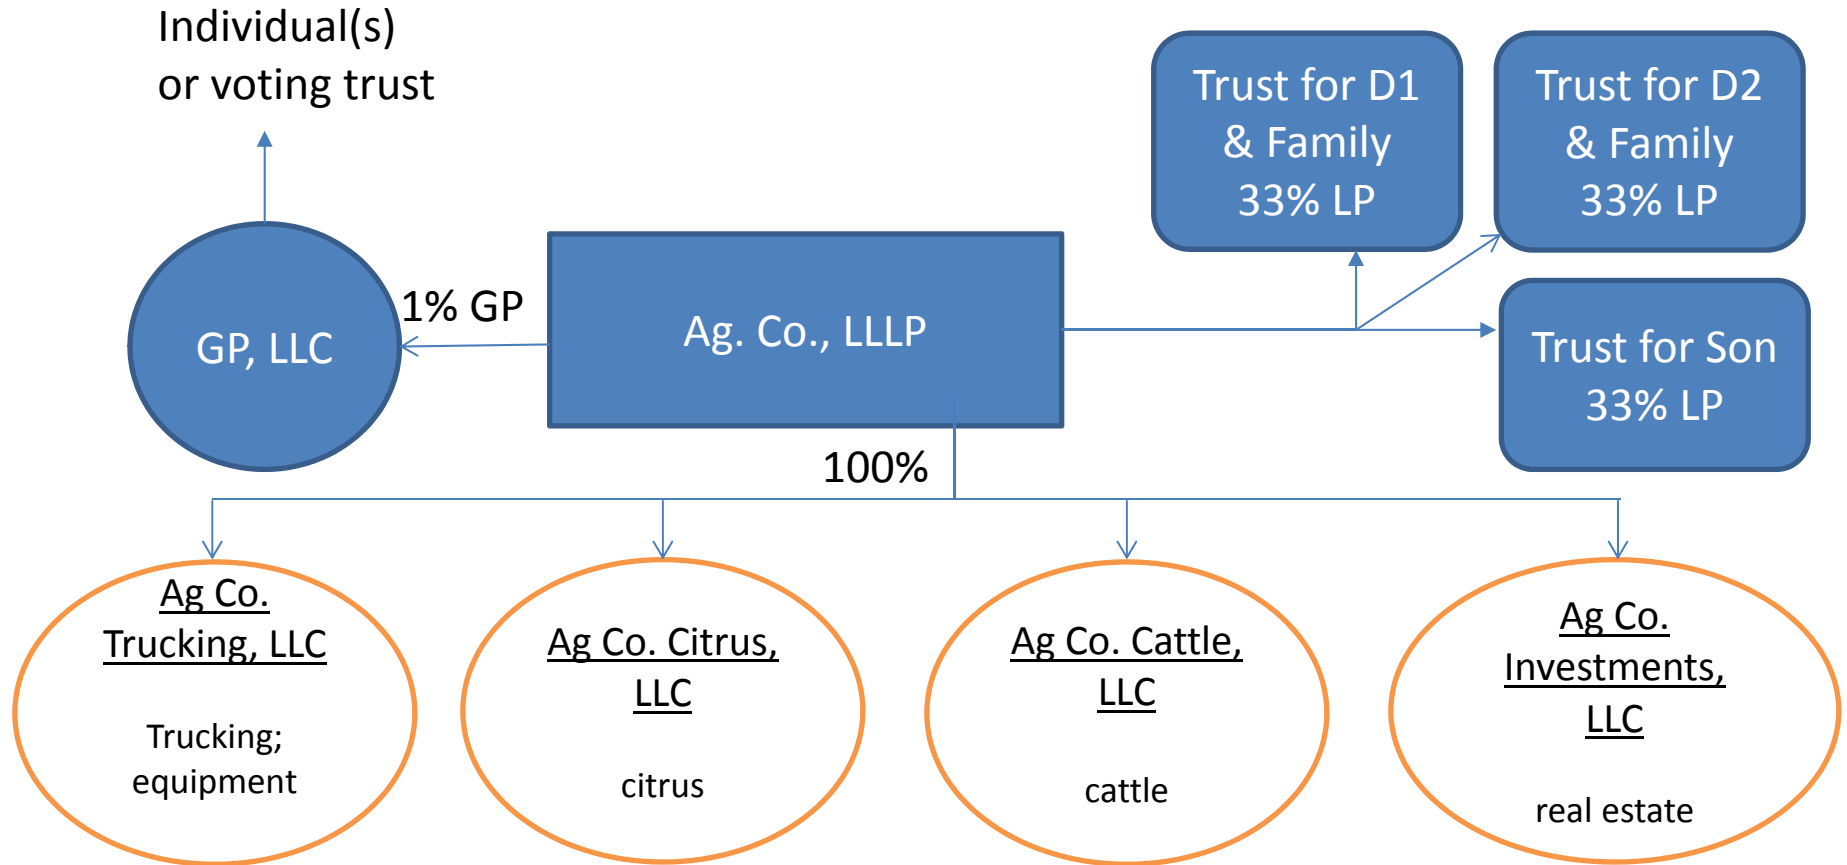 Individual(s)
or voting trust
Trust for D1
& Family
33% LP
Trust for D2
& Family
33% LP
GP, LLC
1% GP
Ag. Co., LLLP
Trust for Son
33% LP
100%
Ag Co.
Trucking, LLC
Trucking;
equipment
Ag Co. Citrus,
LLC
citrus
Ag Co. Cattle,
LLC
cattle
Ag Co.
Investments,
LLC
real estate